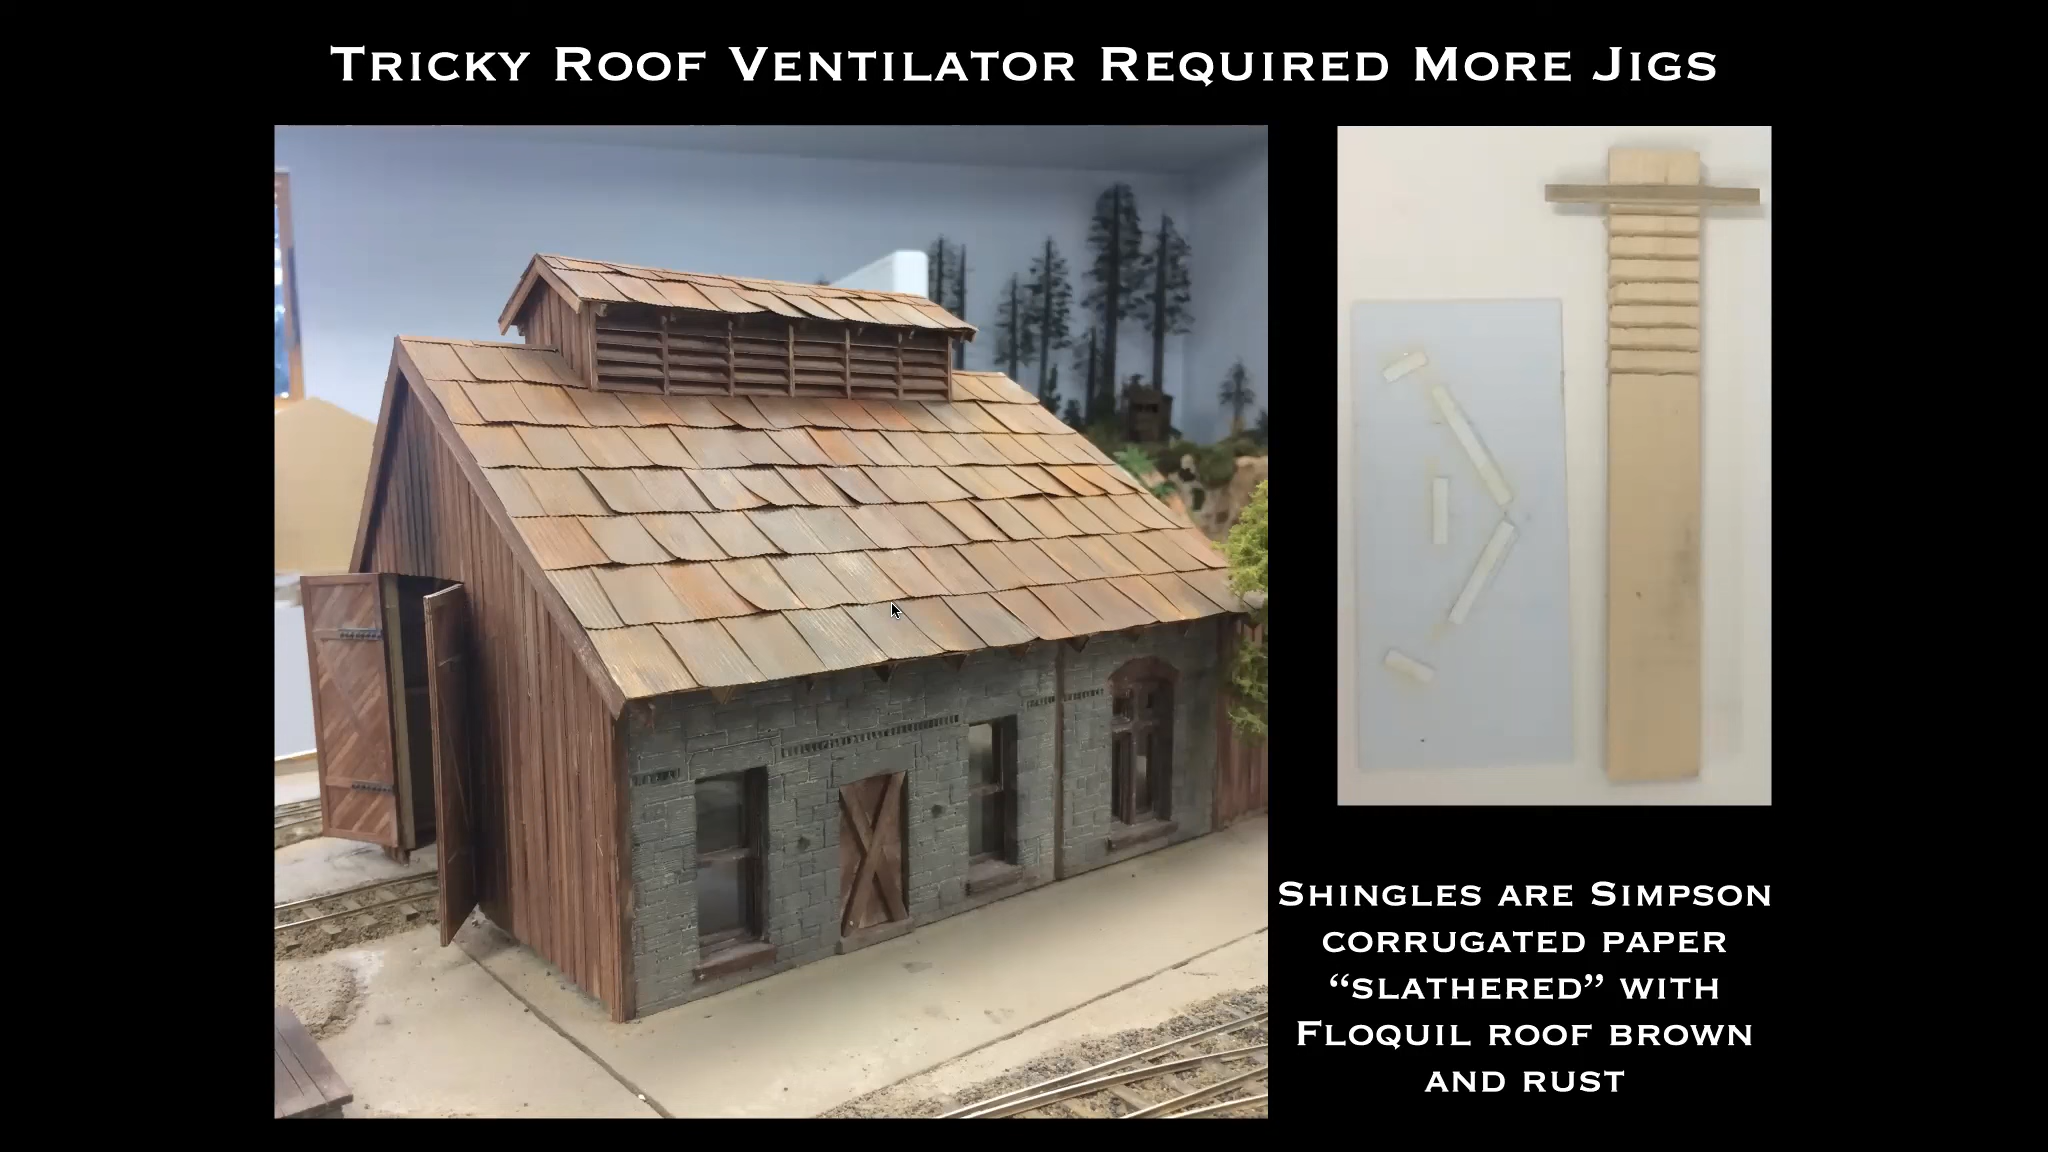 Tricky Roof Ventilator Required More Jigs
Shingles are Simpson
corrugated paper
“slathered” with
Floquil roof brown
and rust